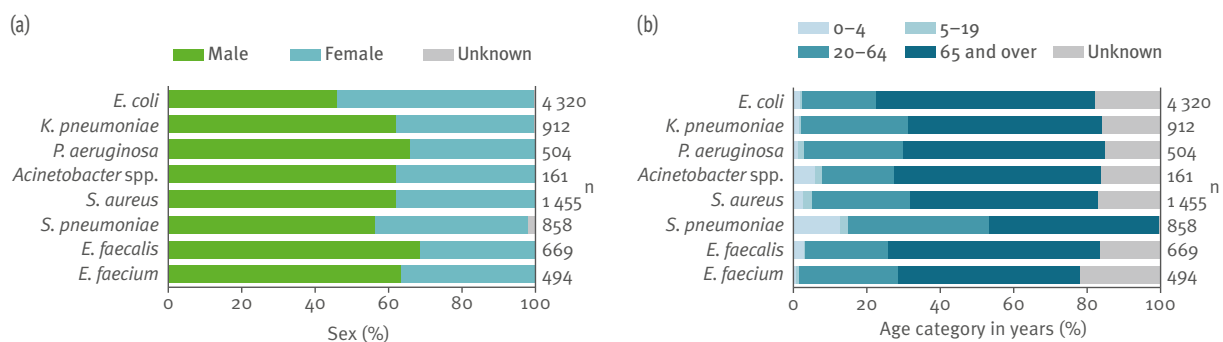 (a)
Male Female Unknown
E. coli 4 320
K. pneumoniae 912
P. aeruginosa 504
Acinetobacter spp. 161
n
S. aureus 1 455
S. pneumoniae 858
E. faecalis 669
E. faecium 494
0 20 40 60 80 100
Sex (%)
(b)
0–4 5–19
20–64 65 and over Unknown
E. coli 4 320
K. pneumoniae 912
P. aeruginosa 504
Acinetobacter spp. 161
n
S. aureus 1 455
S. pneumoniae 858
E. faecalis 669
E. faecium 494
0 20 40 60 80 100
Age category in years (%)